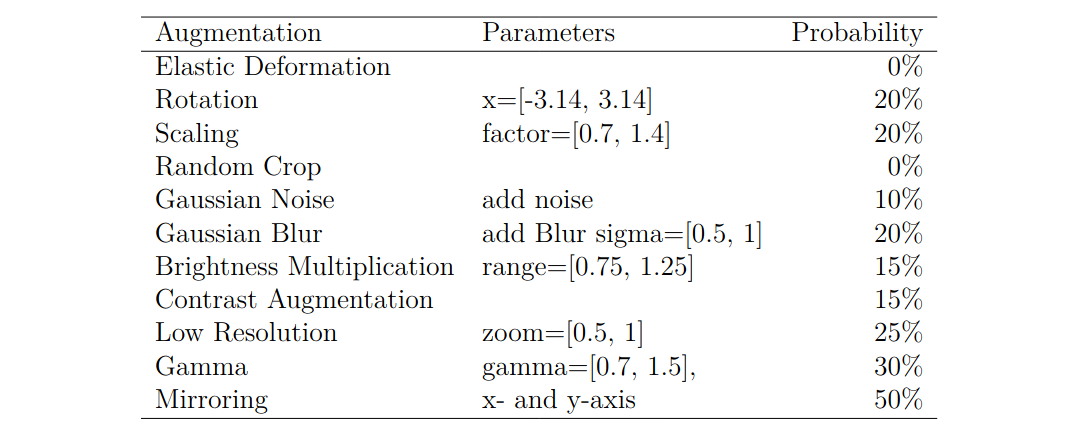 Augmentation Parameters Probability
Elastic Deformation 0%
Rotation x=[-3.14, 3.14] 20%
Scaling factor=[0.7, 1.4] 20%
Random Crop 0%
Gaussian Noise add noise 10%
Gaussian Blur add Blur sigma=[0.5, 1] 20%
Brightness Multiplication range=[0.75, 1.25] 15%
Contrast Augmentation 15%
Low Resolution zoom=[0.5, 1] 25%
Gamma gamma=[0.7, 1.5], 30%
Mirroring x- and y-axis 50%